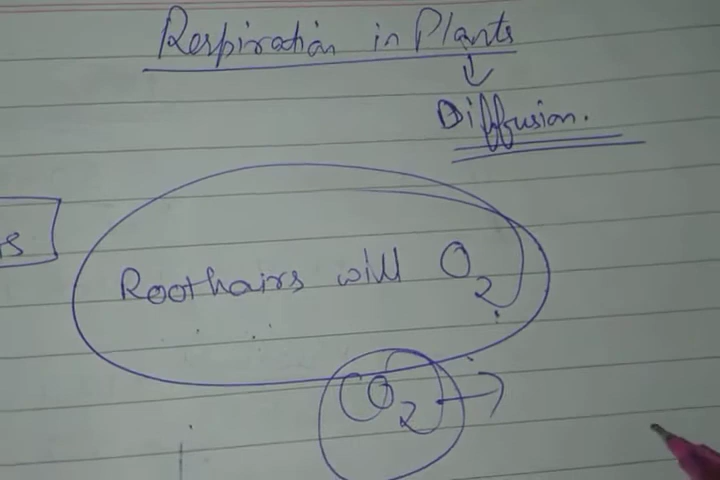 Respiration in Plants
Diffusion.
Roothairs will O2
CO2